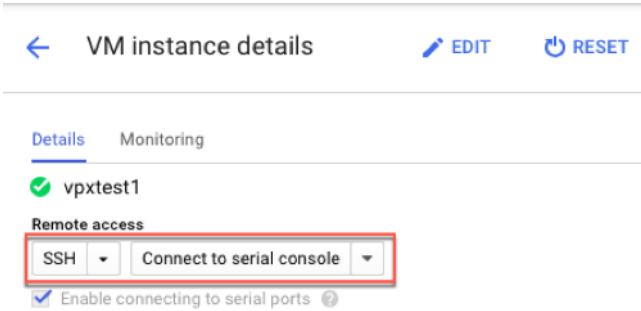 VM instance details EDIT RESET
Details Monitoring
vpxtest1
Remote access
SSH Connect to serial console
Enable connecting to serial ports ?